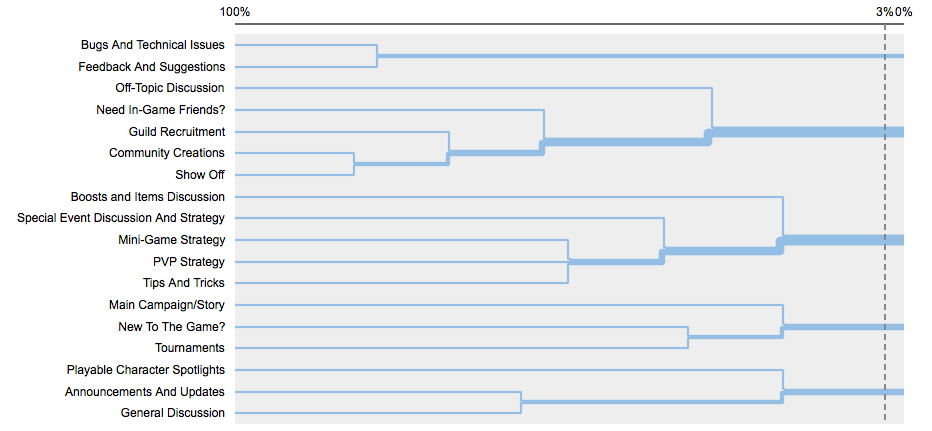 100% 3% 0%
Bugs And Technical Issues
Feedback And Suggestions
Off-Topic Discussion
Need In-Game Friends?
Guild Recruitment
Community Creations
Show Off
Boosts and Items Discussion
Special Event Discussion And Strategy
Mini-Game Strategy
PVP Strategy
Tips And Tricks
Main Campaign/Story
New To The Game?
Tournaments
Playable Character Spotlights
Announcements And Updates
General Discussion